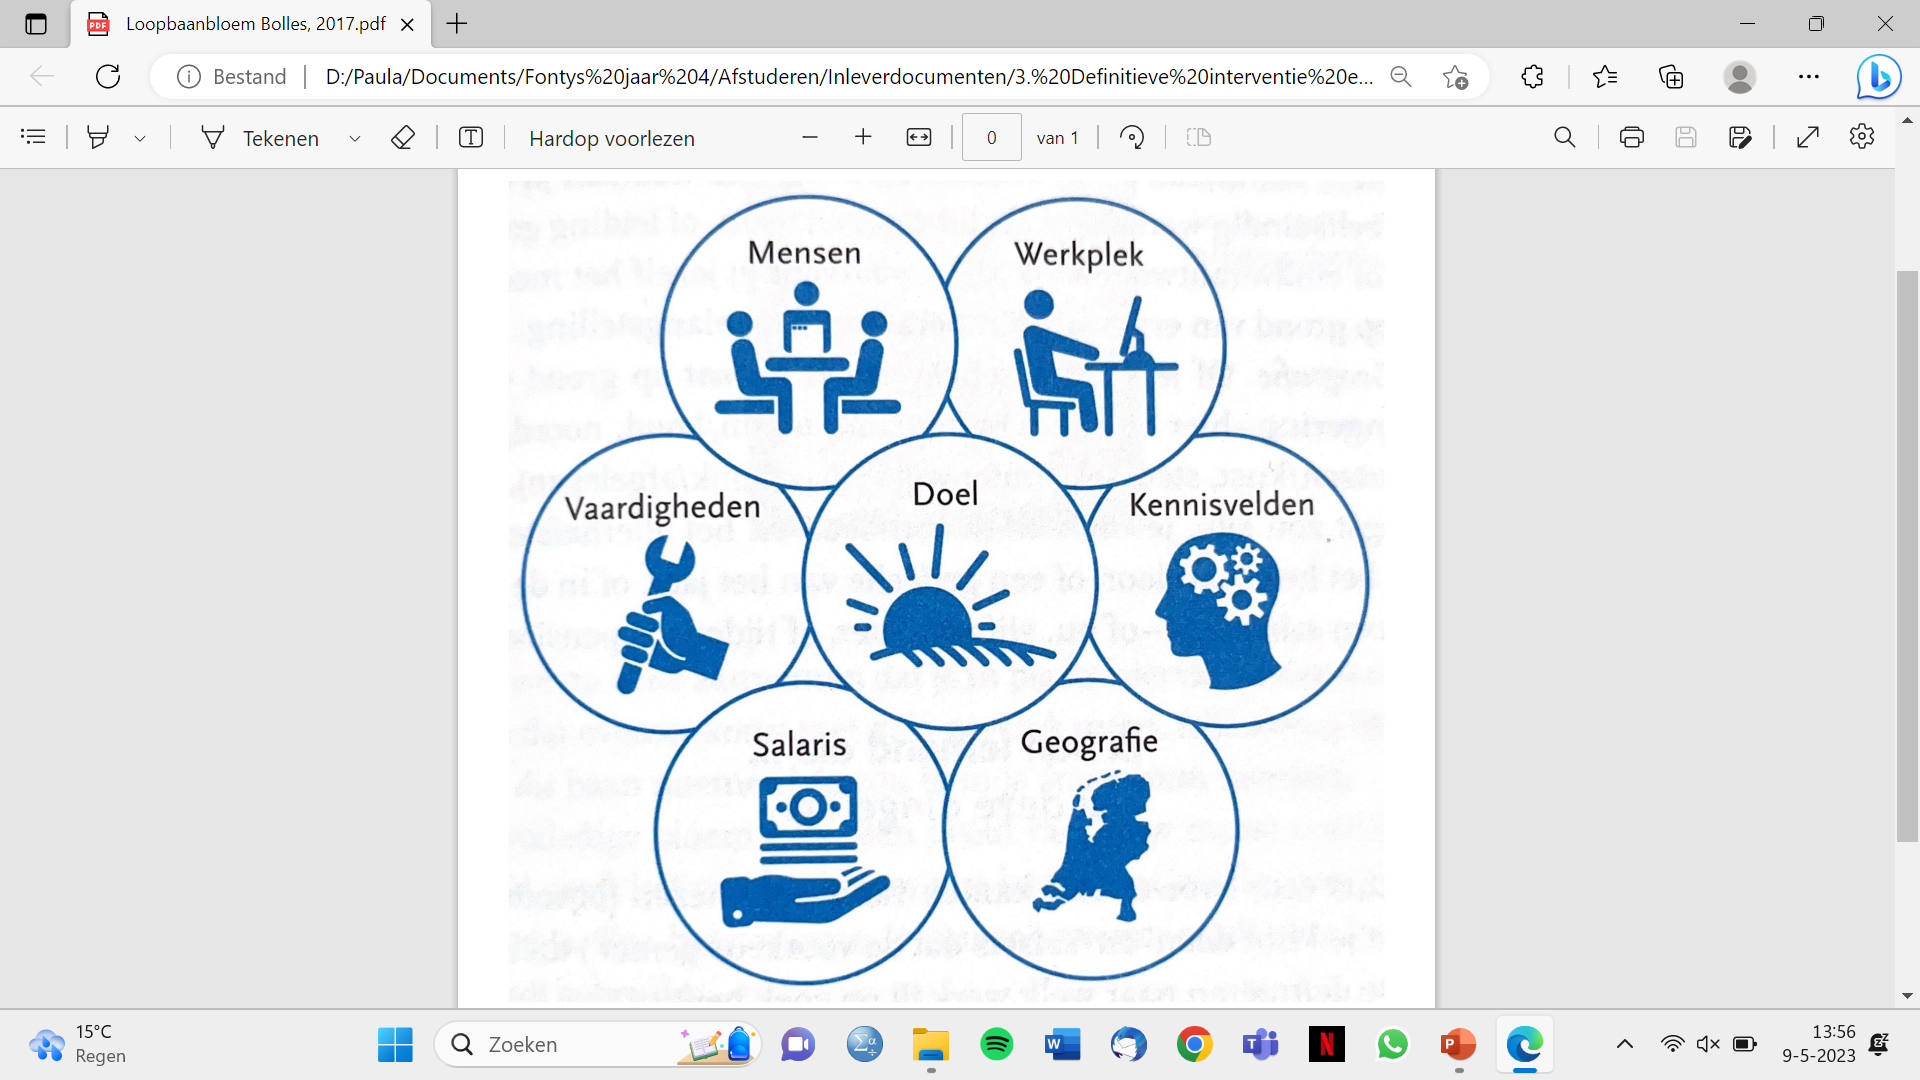 Loopbaanbloem Bolles, 2017.pdf
Bestand
D:/Paula/Documents/Fontys%20jaar%204/Afstuderen/Inleverdocumenten/3.%20Definitieve%20interventie%20e...
Tekenen
Hardop voorlezen
0
van 1
Mensen
Werkplek
Vaardigheden
Doel
Kennisvelden
Salaris
Geografie
15°C
Regen
Zoeken
13:56
9-5-2023